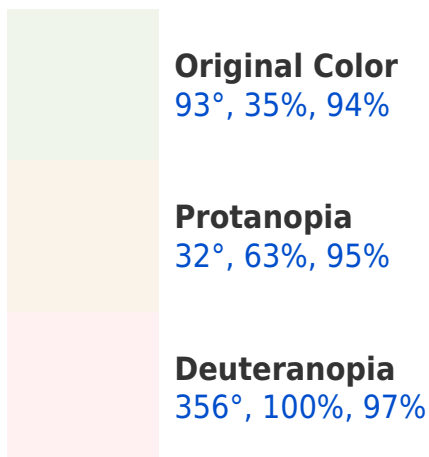 Original Color
93°, 35%, 94%
Protanopia
32°, 63%, 95%
Deuteranopia
356°, 100%, 97%